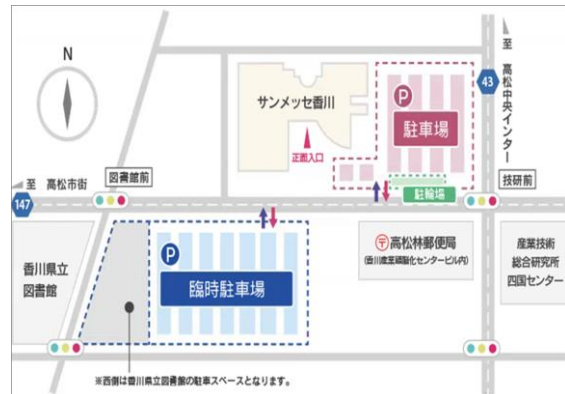 N
至 高松中央インター
43
サンメッセ香川
P
駐車場
正面入口
至 高松市街
図書館前
技研前
駐輪場
147
香川県立
図書館
P
臨時駐車場
〒高松林郵便局
(香川産業頭脳化センタービル内)
産業技術
総合研究所
四国センター
※西側は香川県立図書館の駐車スペースとなります。